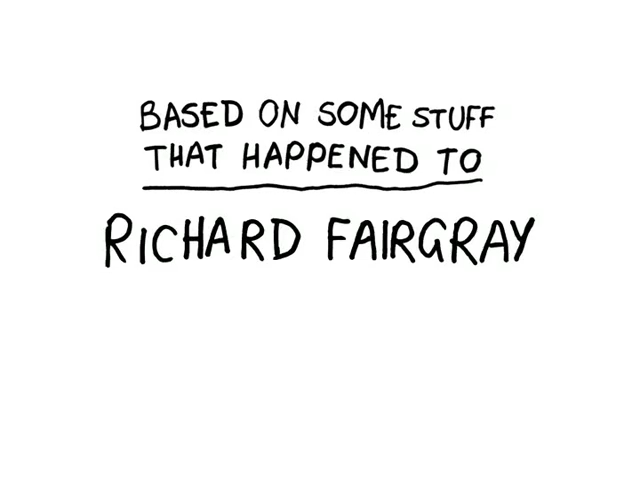 BASED ON SOME STUFF
THAT HAPPENED TO
RICHARD FAIRGRAY